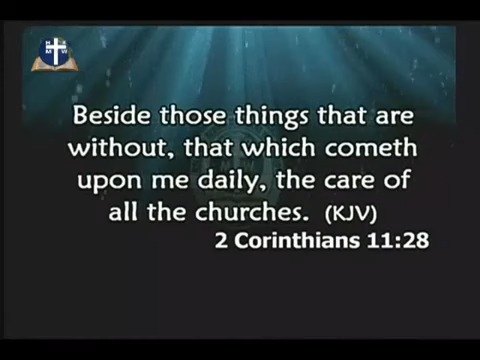 N R
M W
Beside those things that are
without, that which cometh
upon me daily, the care of
all the churches. (KJV)
2 Corinthians 11:28